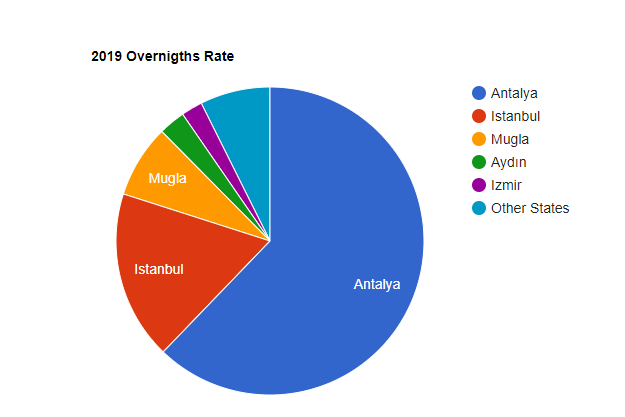 2019 Overnigths Rate
Antalya
Istanbul
Mugla
Aydın
Izmir
Other States
Mugla
Istanbul
Antalya